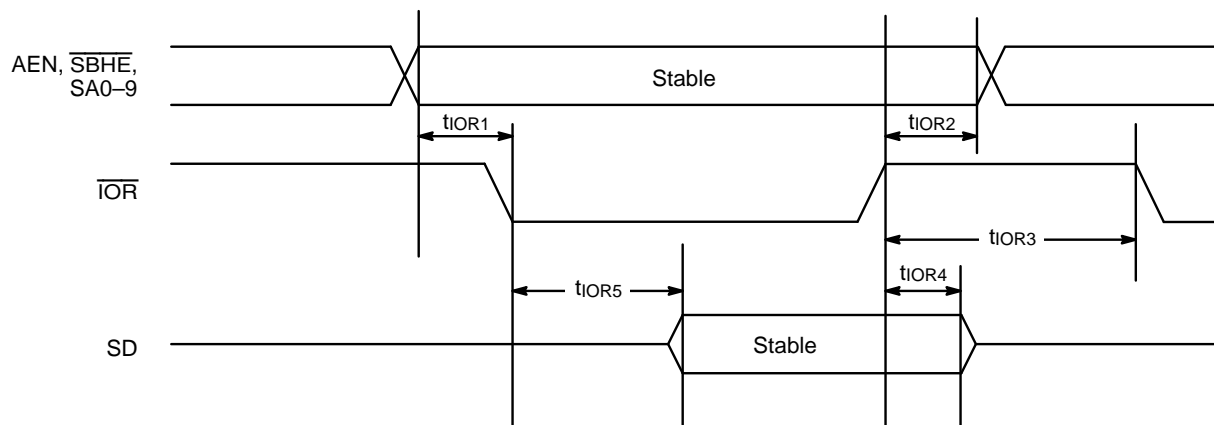 AEN, SBHE,
SA0–9
Stable
tIOR1
tIOR2
IOR
tIOR3
tIOR4
tIOR5
SD
Stable